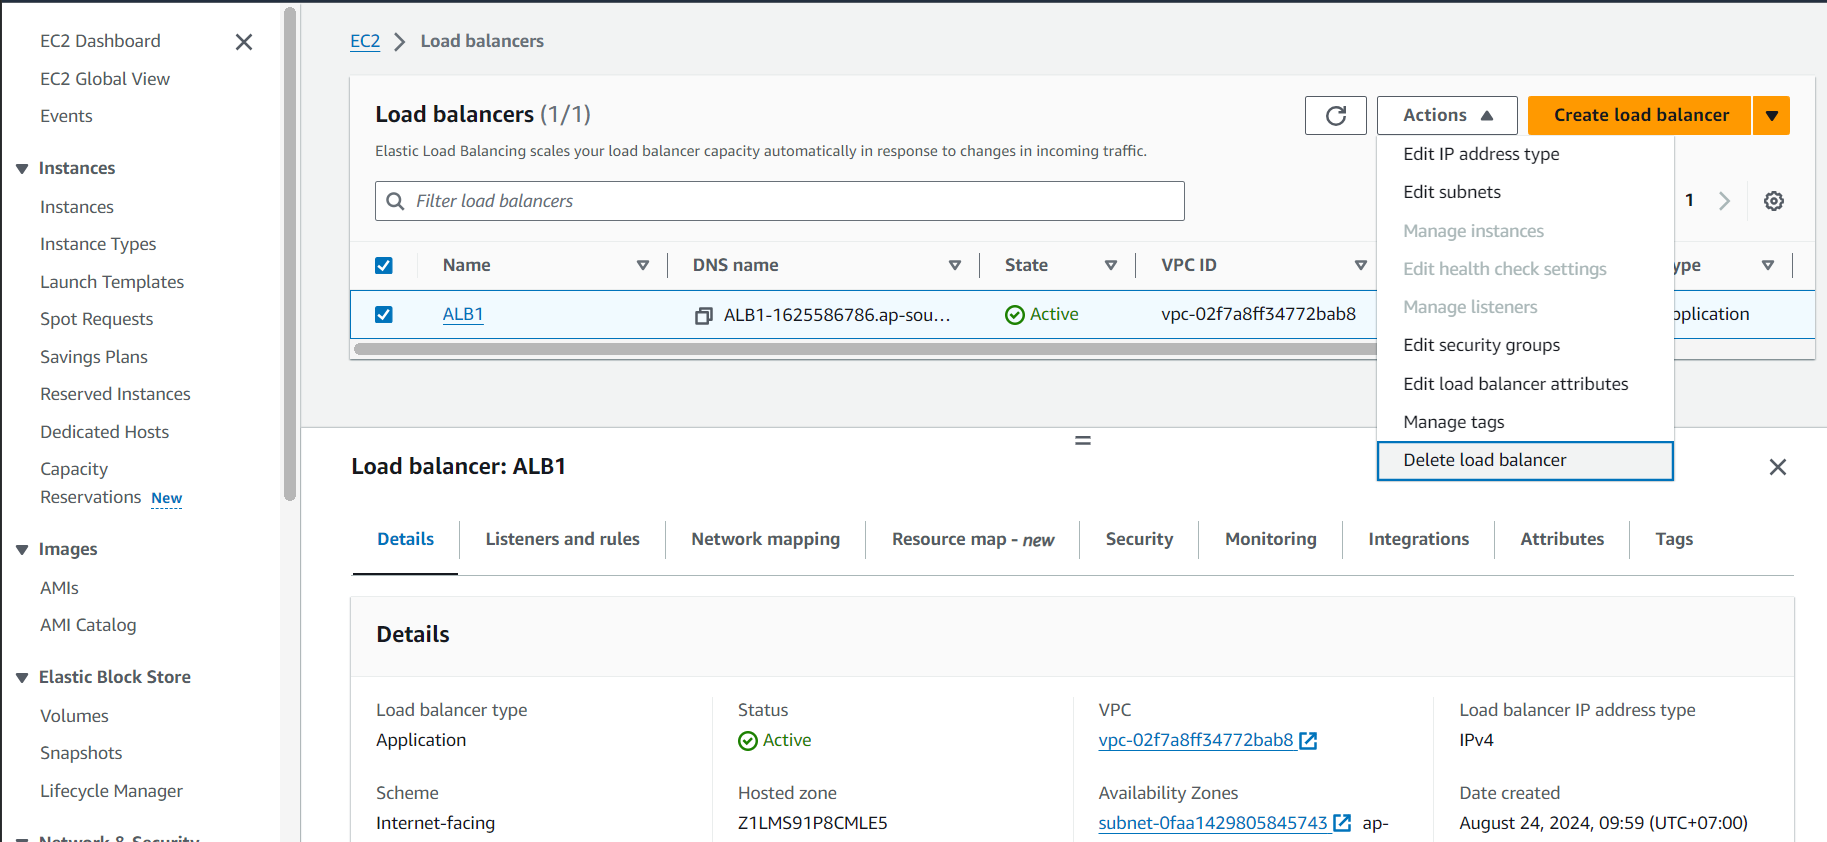 EC2 Dashboard
EC2 Global View
Events
Instances
Instances
Instance Types
Launch Templates
Spot Requests
Savings Plans
Reserved Instances
Dedicated Hosts
Capacity
Reservations New
Images
AMIs
AMI Catalog
Elastic Block Store
Volumes
Snapshots
Lifecycle Manager
Network & Security
EC2 > Load balancers
Load balancers (1/1)
Elastic Load Balancing scales your load balancer capacity automatically in response to changes in incoming traffic.
Actions
Create load balancer
Filter load balancers
1
Name DNS name State VPC ID ype
ALB1 ALB1-1625586786.ap-sou... Active vpc-02f7a8ff34772bab8 pplication
Edit IP address type
Edit subnets
Manage instances
Edit health check settings
Manage listeners
Edit security groups
Edit load balancer attributes
Manage tags
Delete load balancer
Load balancer: ALB1
Details Listeners and rules Network mapping Resource map - new Security Monitoring Integrations Attributes Tags
Details
Load balancer type
Application
Status
Active
VPC
vpc-02f7a8ff34772bab8
Load balancer IP address type
IPv4
Scheme
Internet-facing
Hosted zone
Z1LMS91P8CMLE5
Availability Zones
subnet-0faa1429805845743 ap-
Date created
August 24, 2024, 09:59 (UTC+07:00)